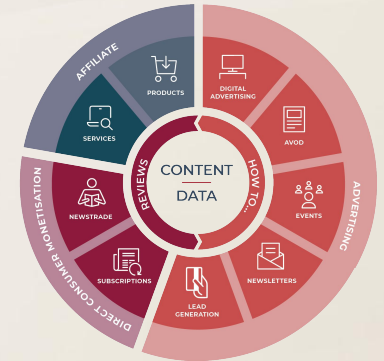 AFFILIATE
PRODUCTS
SERVICES
DIGITAL
ADVERTISING
AVOD
EVENTS
NEWSLETTERS
LEAD
GENERATION
ADVERTISING
SUBSCRIPTIONS
NEWSTRADE
DIRECT CONSUMER MONETISATION
REVIEWS
HOW TO...
CONTENT
DATA